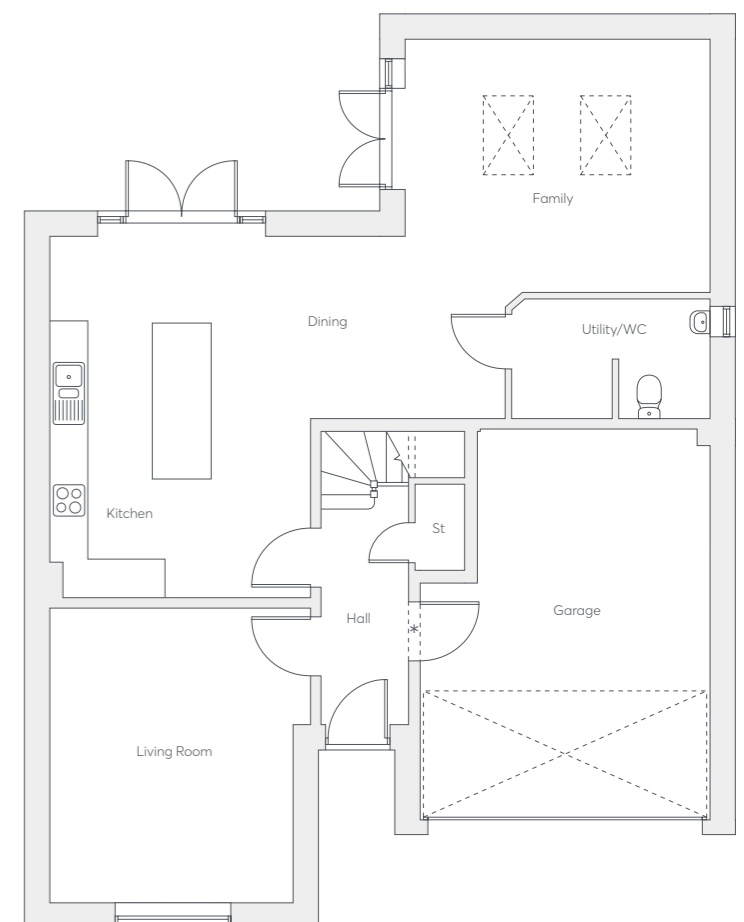 Family
Dining
Utility/WC
Kitchen
St
Hall
*
Garage
Living Room